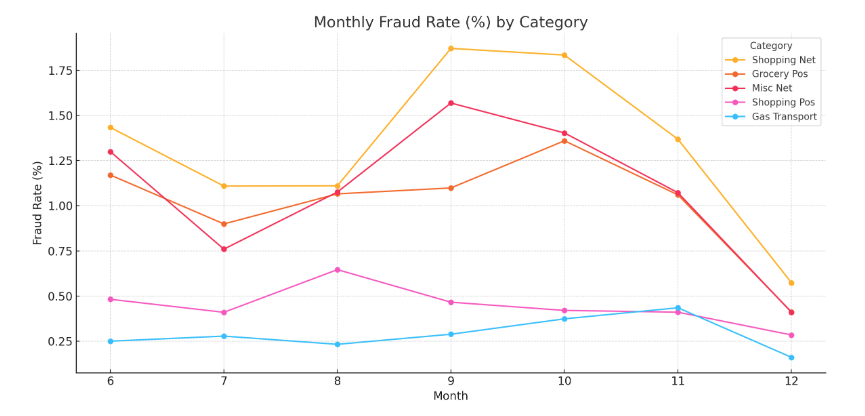 Monthly Fraud Rate (%) by Category
Category
Shopping Net
Grocery Pos
Misc Net
Shopping Pos
Gas Transport
Fraud Rate (%)
1.75
1.50
1.25
1.00
0.75
0.50
0.25
6 7 8 9 10 11 12
Month